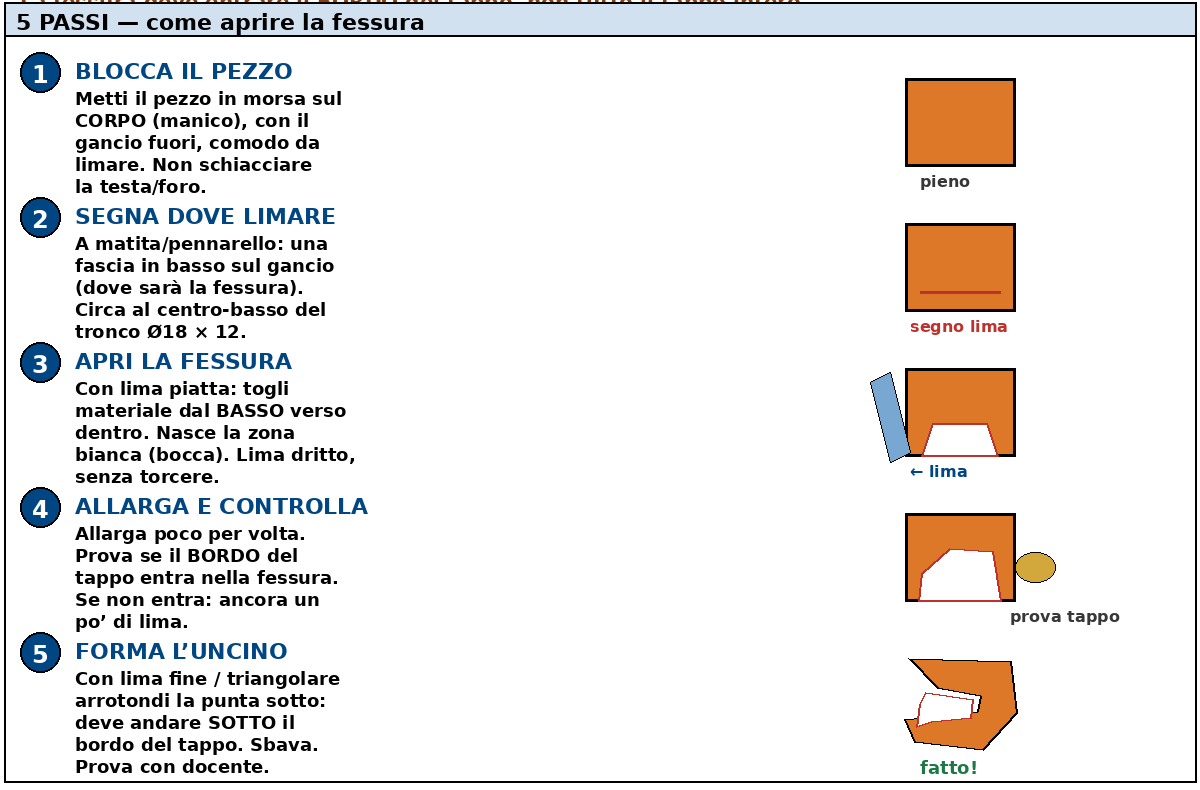 5 PASSI — come aprire la fessura
1 BLOCCA IL PEZZO
Metti il pezzo in morsa sul
CORPO (manico), con il
gancio fuori, comodo da
limare. Non schiacciare
la testa/foro.
pieno
2 SEGNA DOVE LIMARE
A matita/pennarello: una
fascia in basso sul gancio
(dove sarà la fessura).
Circa al centro-basso del
tronco Ø18 × 12.
segno lima
3 APRI LA FESSURA
Con lima piatta: togli
materiale dal BASSO verso
dentro. Nasce la zona
bianca (bocca). Lima dritto,
senza torcere.
← lima
4 ALLARGA E CONTROLLA
Allarga poco per volta.
Prova se il BORDO del
tappo entra nella fessura.
Se non entra: ancora un
po’ di lima.
prova tappo
5 FORMA L’UNCINO
Con lima fine / triangolare
arrotondi la punta sotto:
deve andare SOTTO il
bordo del tappo. Sbava.
Prova con docente.
fatto!